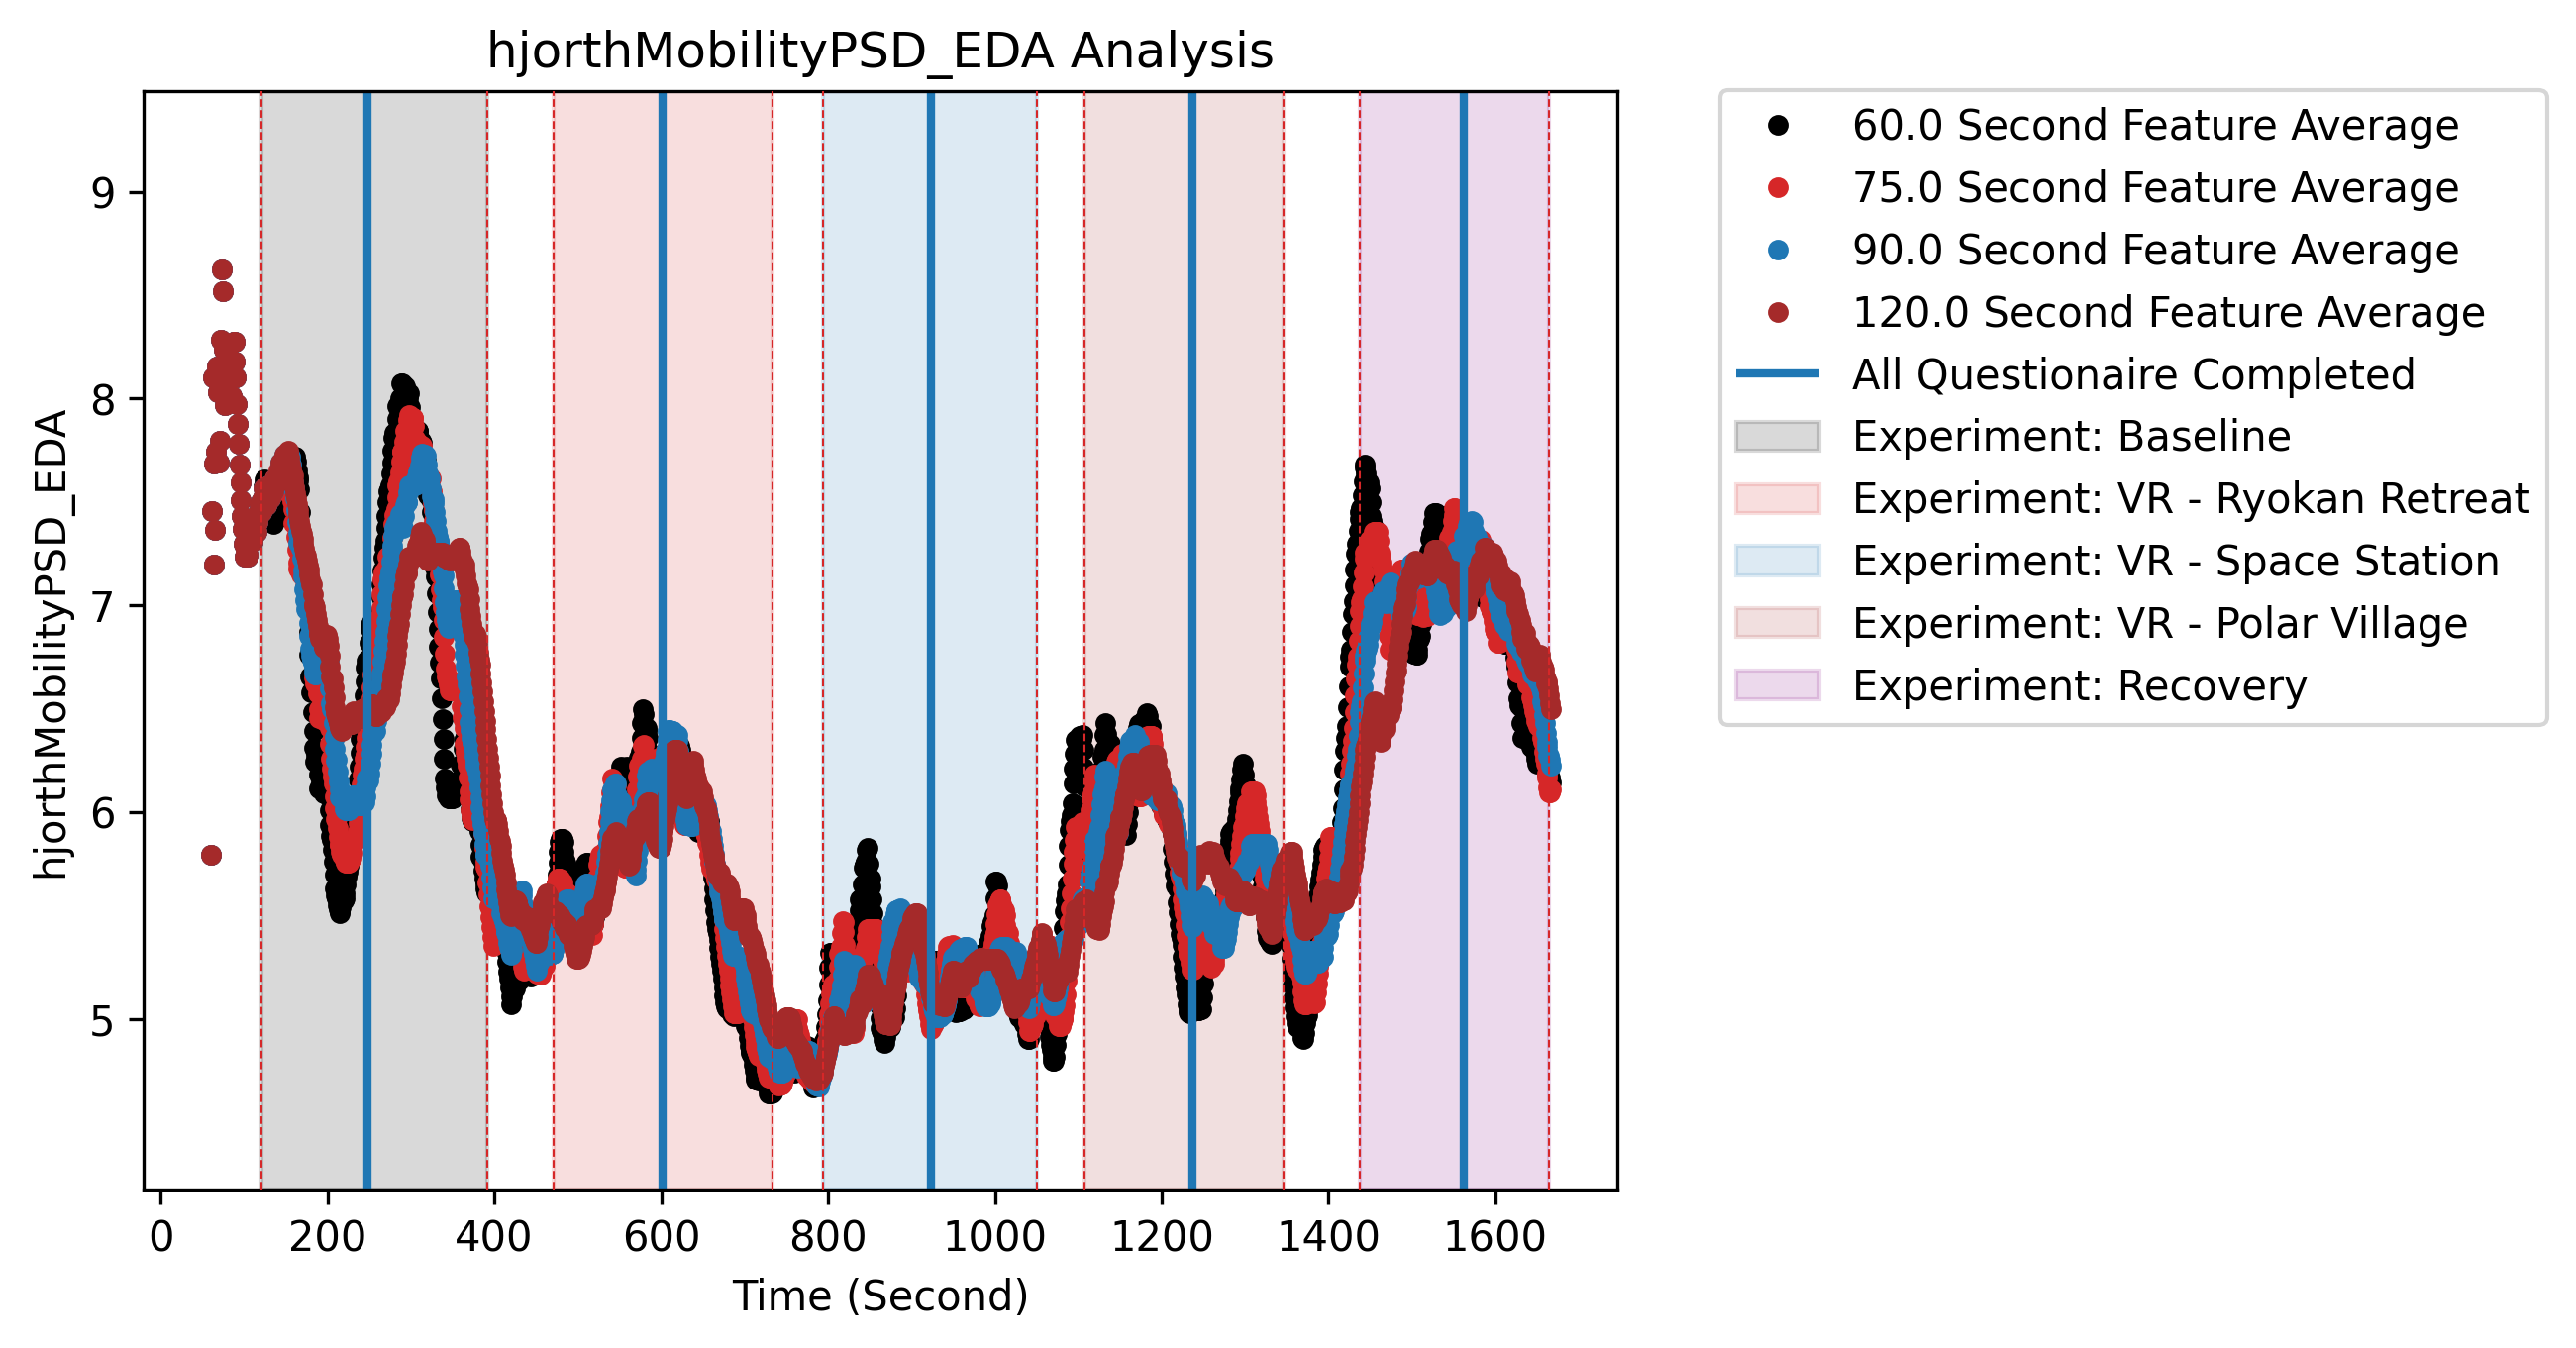 hjorthMobilityPSD_EDA Analysis
hjorthMobilityPSD_EDA
9
8
7
6
5
0 200 400 600 800 1000 1200 1400 1600
Time (Second)
60.0 Second Feature Average
75.0 Second Feature Average
90.0 Second Feature Average
120.0 Second Feature Average
All Questionaire Completed
Experiment: Baseline
Experiment: VR - Ryokan Retreat
Experiment: VR - Space Station
Experiment: VR - Polar Village
Experiment: Recovery